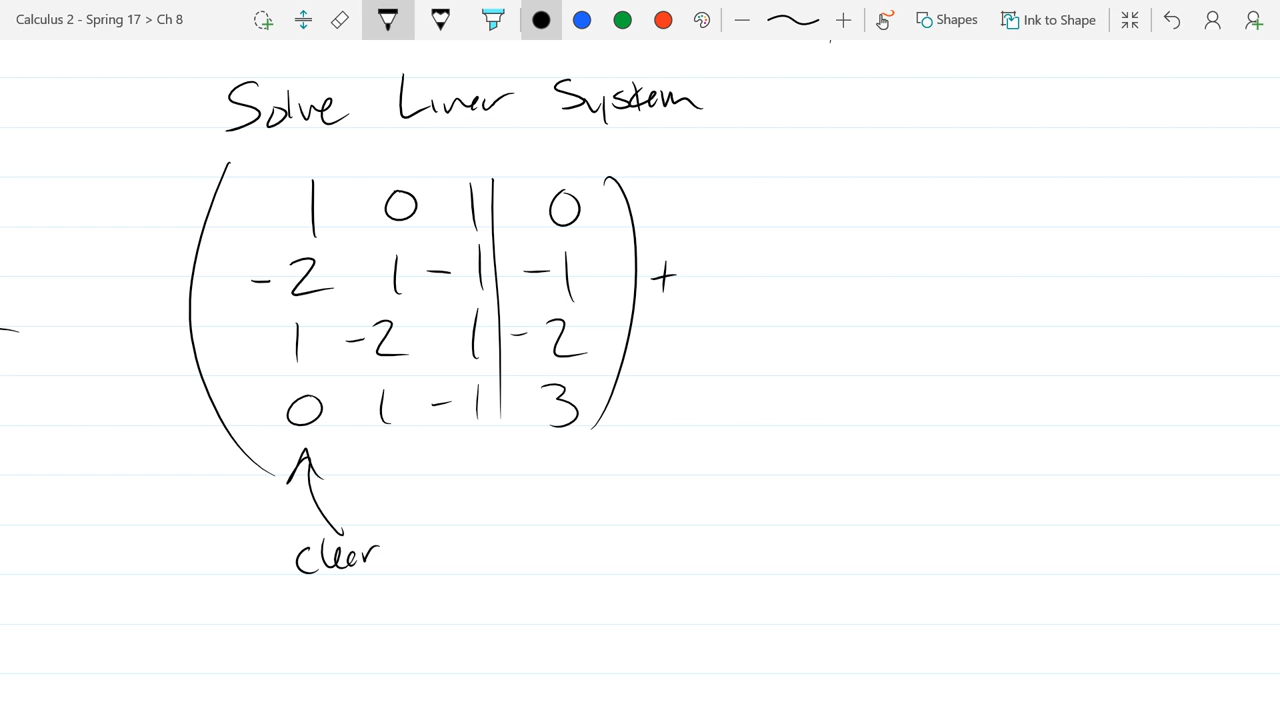 Calculus 2 - Spring 17 > Ch 8
Shapes
Ink to Shape
Solve Liner System
1 0 1 | 0
-2 1 -1 | -1 +
1 -2 1 | -2
0 1 -1 | 3
clear